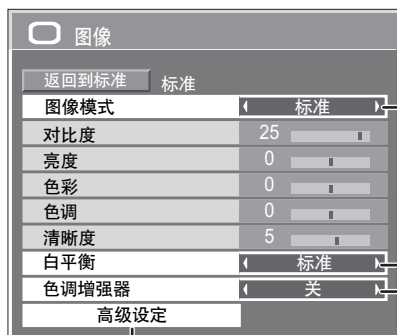 图像
返回到标准 标准
图像模式 标准
对比度 25
亮度 0
色彩 0
色调 0
清晰度 5
白平衡 标准
色调增强器 关
高级设定